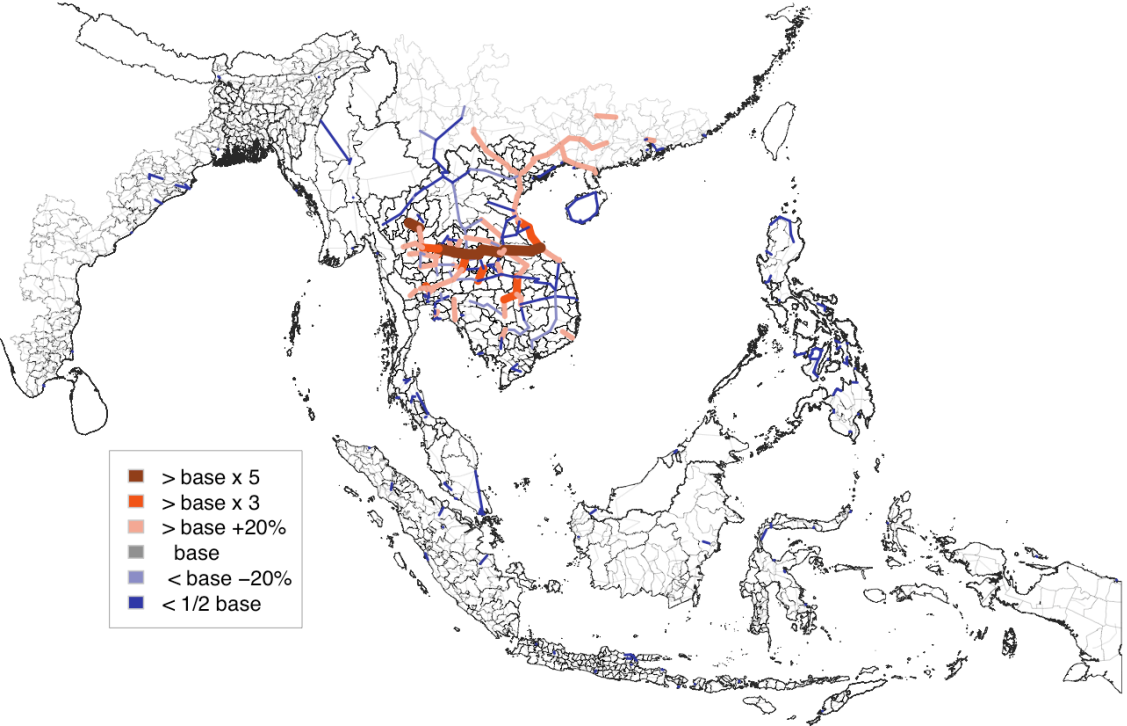 > base x 5
> base x 3
> base +20%
base
< base −20%
< 1/2 base